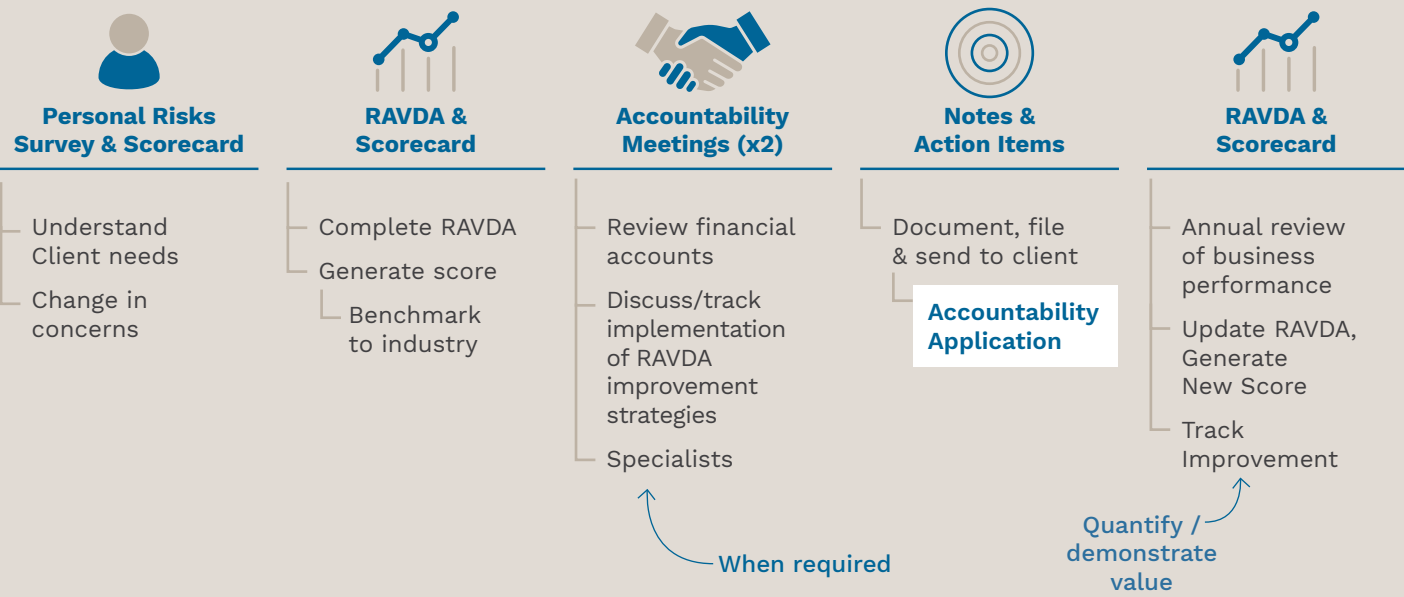 Personal Risks
Survey & Scorecard
Understand
Client needs
Change in
concerns
RAVDA &
Scorecard
Complete RAVDA
Generate score
Benchmark
to industry
Accountability
Meetings (x2)
Review financial
accounts
Discuss/track
implementation
of RAVDA
improvement
strategies
Specialists
When required
Notes &
Action Items
Document, file
& send to client
Accountability
Application
RAVDA &
Scorecard
Annual review
of business
performance
Update RAVDA,
Generate
New Score
Track
Improvement
Quantify /
demonstrate
value